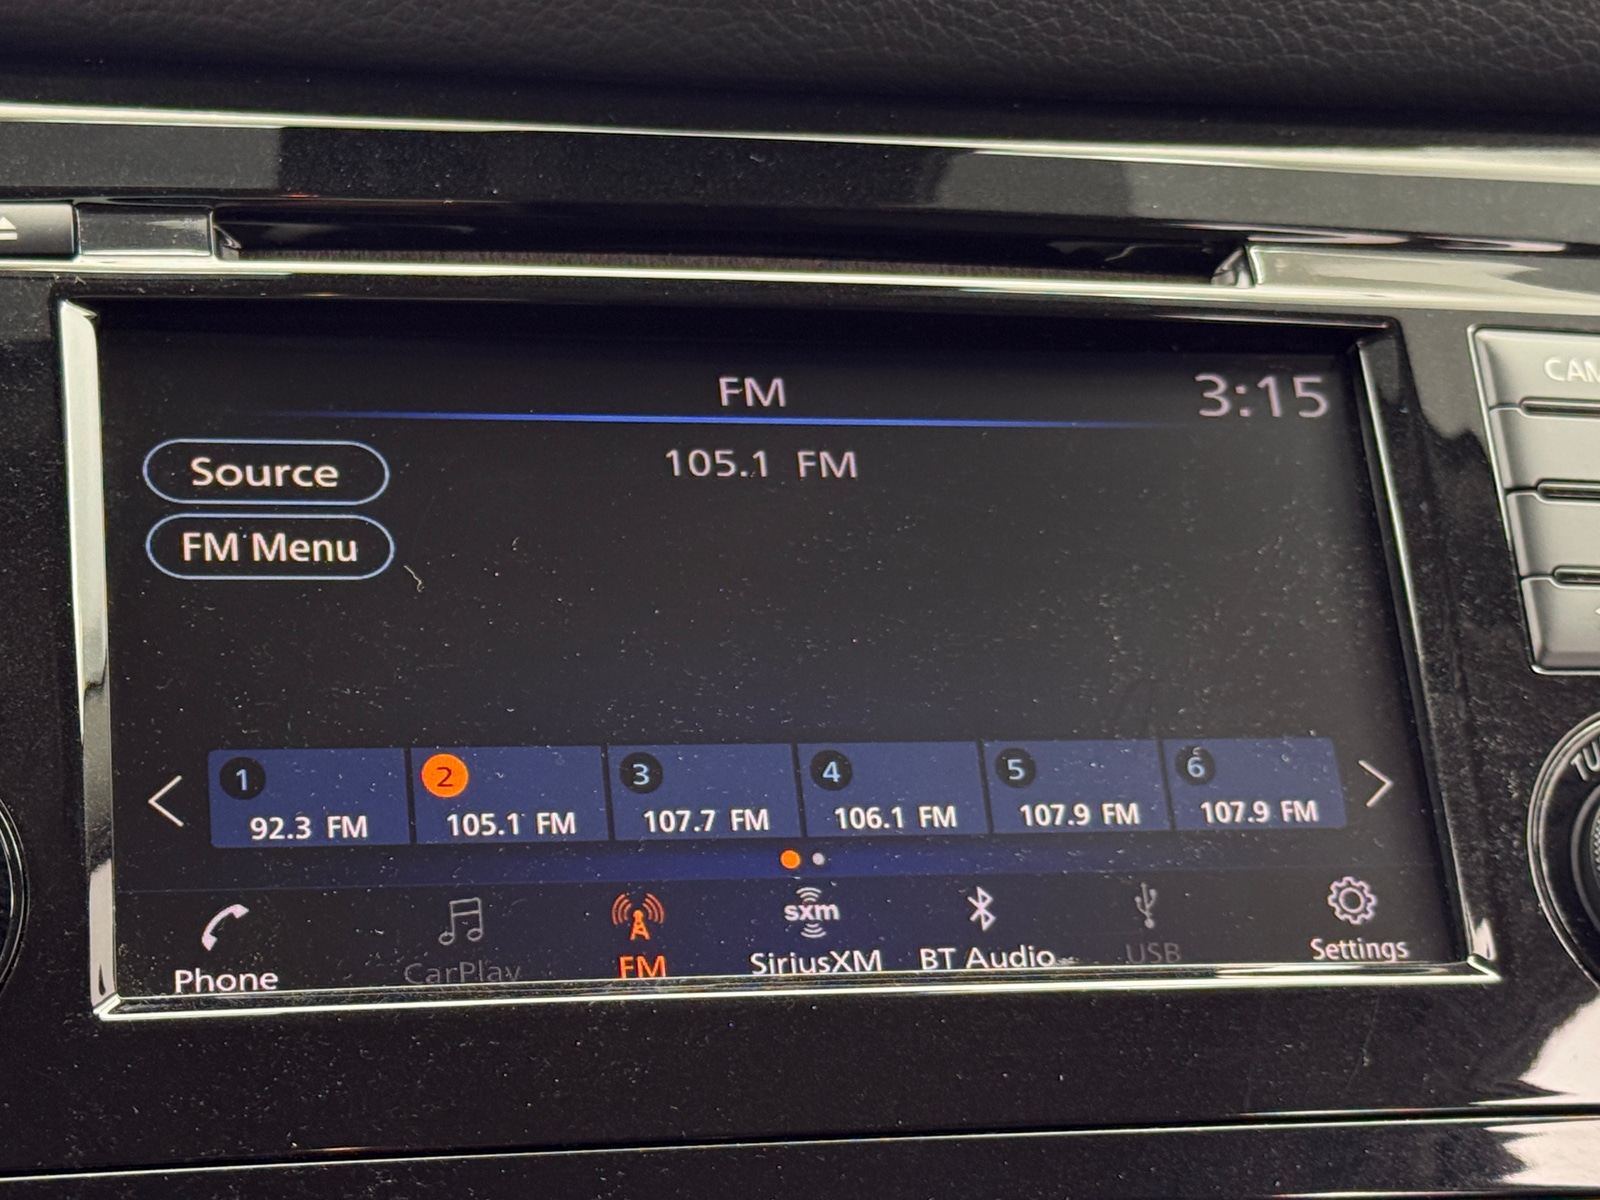 FM
3:15
CAM
Source
105.1 FM
FM Menu
1
2
3
4
5
6
92.3 FM
105.1 FM
107.7 FM
106.1 FM
107.9 FM
107.9 FM
sxm
Phone
CarPlay
FM
SiriusXM
BT Audio
USB
Settings
TU